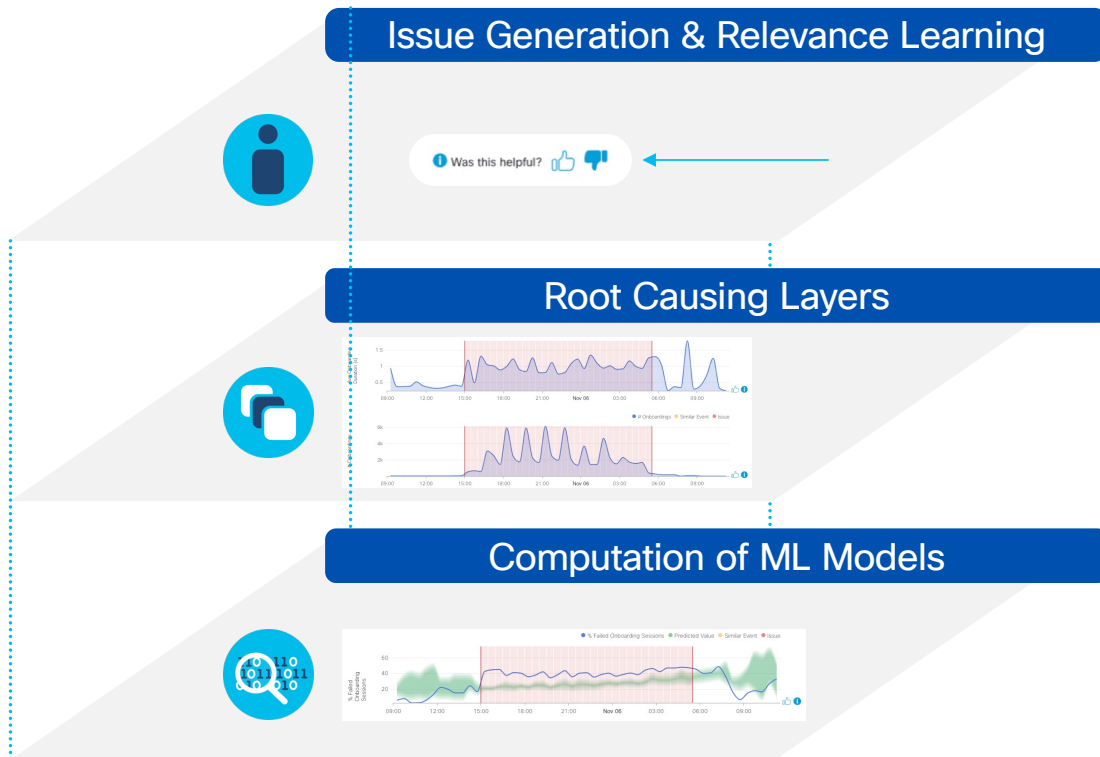 Issue Generation & Relevance Learning
Was this helpful?
Root Causing Layers
Duration (s)
1.5
1
0.5
09:00 12:00 15:00 18:00 21:00 Nov 06 03:00 06:00 09:00
# Onboardings Similar Event Issue
6k
4k
2k
09:00 12:00 15:00 18:00 21:00 Nov 06 03:00 06:00 09:00
Computation of ML Models
% Failed Onboarding Sessions Predicted Value Similar Event Issue
% Failed
Onboarding
Sessions
60
40
20
09:00 12:00 15:00 18:00 21:00 Nov 06 03:00 06:00 09:00